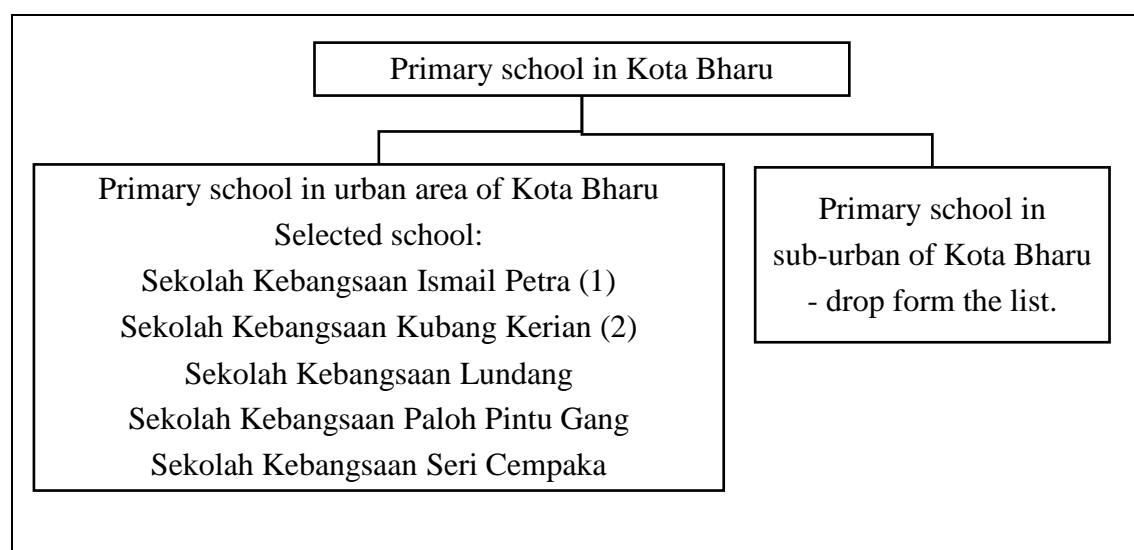 Primary school in Kota Bharu
Primary school in urban area of Kota Bharu
Selected school:
Sekolah Kebangsaan Ismail Petra (1)
Sekolah Kebangsaan Kubang Kerian (2)
Sekolah Kebangsaan Lundang
Sekolah Kebangsaan Paloh Pintu Gang
Sekolah Kebangsaan Seri Cempaka
Primary school in
sub-urban of Kota Bharu
- drop form the list.